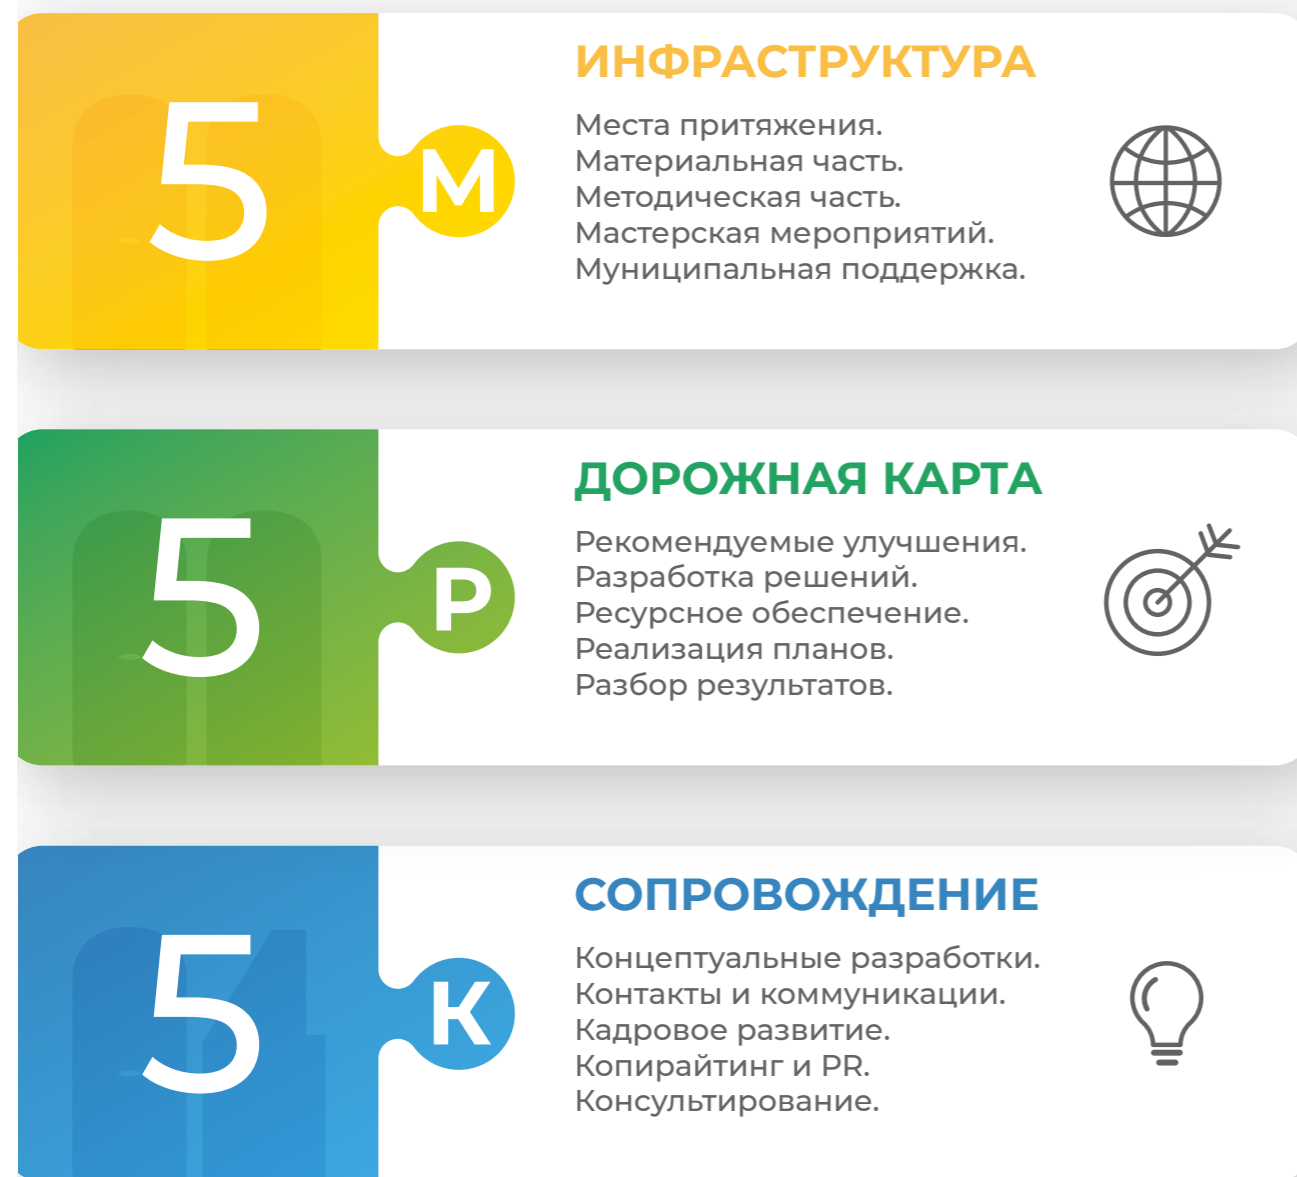 5
М
ИНФРАСТРУКТУРА
Места притяжения.
Материальная часть.
Методическая часть.
Мастерская мероприятий.
Муниципальная поддержка.
5
Р
ДОРОЖНАЯ КАРТА
Рекомендуемые улучшения.
Разработка решений.
Ресурсное обеспечение.
Реализация планов.
Разбор результатов.
5
К
СОПРОВОЖДЕНИЕ
Концептуальные разработки.
Контакты и коммуникации.
Кадровое развитие.
Копирайтинг и PR.
Консультирование.